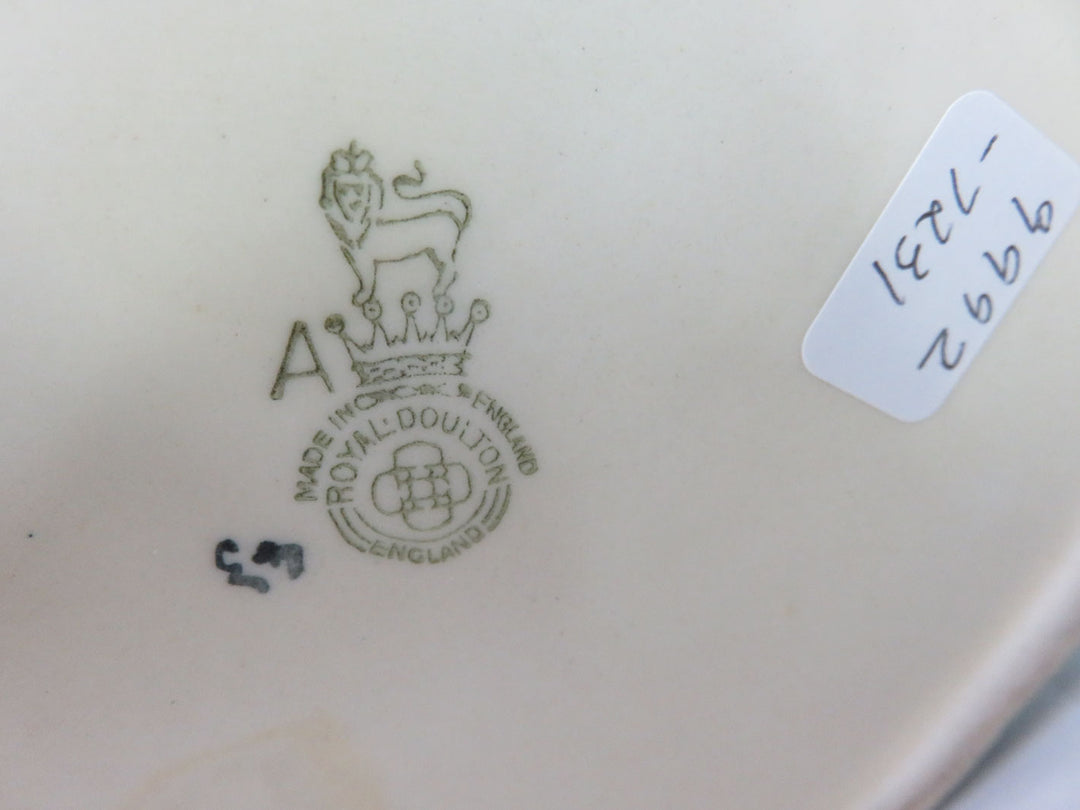 A
MADE IN ENGLAND
ROYAL·DOULTON
ENGLAND
9992
-7231